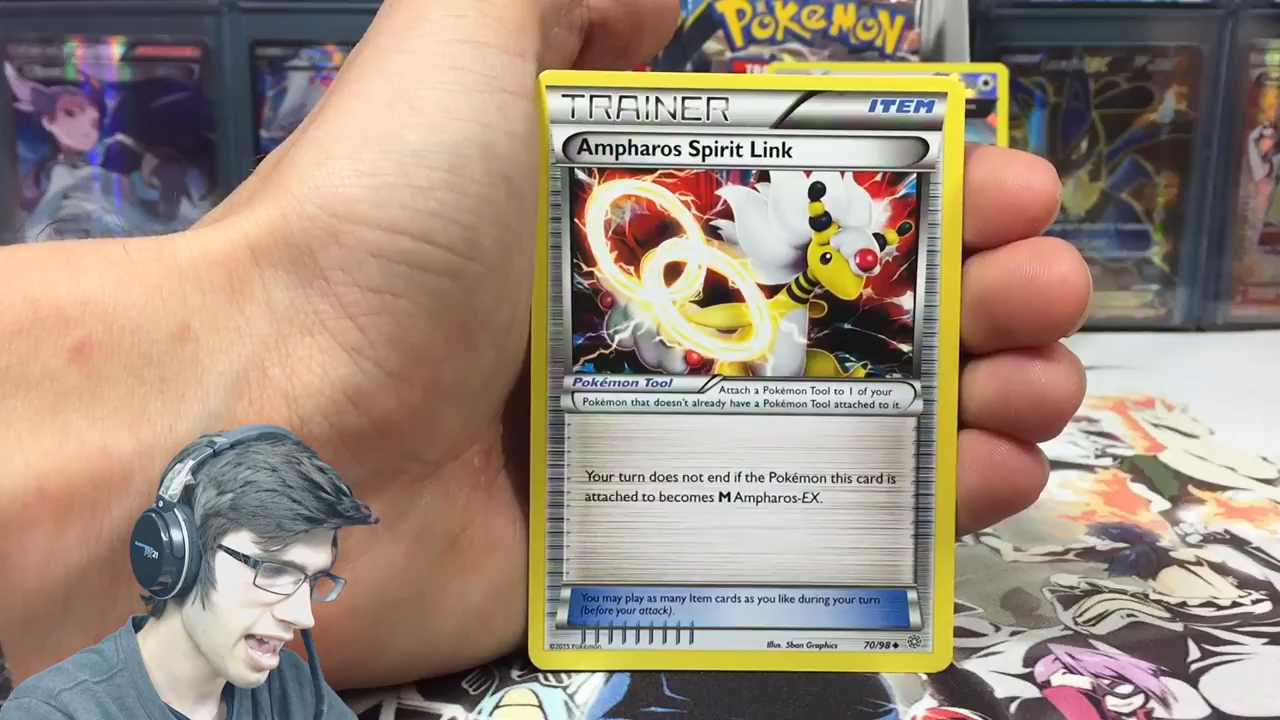 POKéMON
TRAINER
ITEM
Ampharos Spirit Link
Pokémon Tool
Attach a Pokémon Tool to 1 of your
Pokémon that doesn't already have a Pokémon Tool attached to it.
Your turn does not end if the Pokémon this card is
attached to becomes M Ampharos-EX.
You may play as many Item cards as you like during your turn
(before your attack).
©2015 Pokémon
Illus. 5ban Graphics
70/98